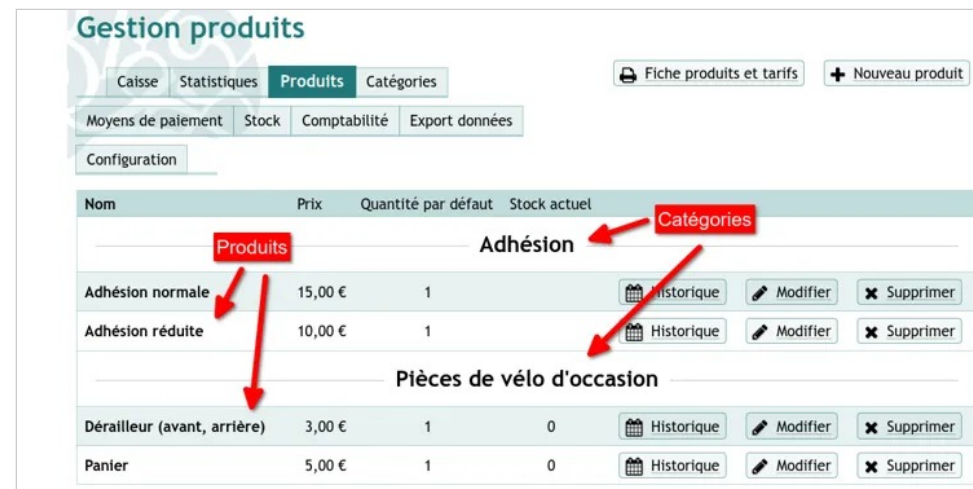 Gestion produits
Caisse Statistiques Produits Catégories Fiche produits et tarifs Nouveau produit
Moyens de paiement Stock Comptabilité Export données
Configuration
Nom Prix Quantité par défaut Stock actuel
Catégories
Produits Adhésion
Adhésion normale 15,00 € 1 Historique Modifier Supprimer
Adhésion réduite 10,00 € 1 Historique Modifier Supprimer
Pièces de vélo d'occasion
Dérailleur (avant, arrière) 3,00 € 1 0 Historique Modifier Supprimer
Panier 5,00 € 1 0 Historique Modifier Supprimer